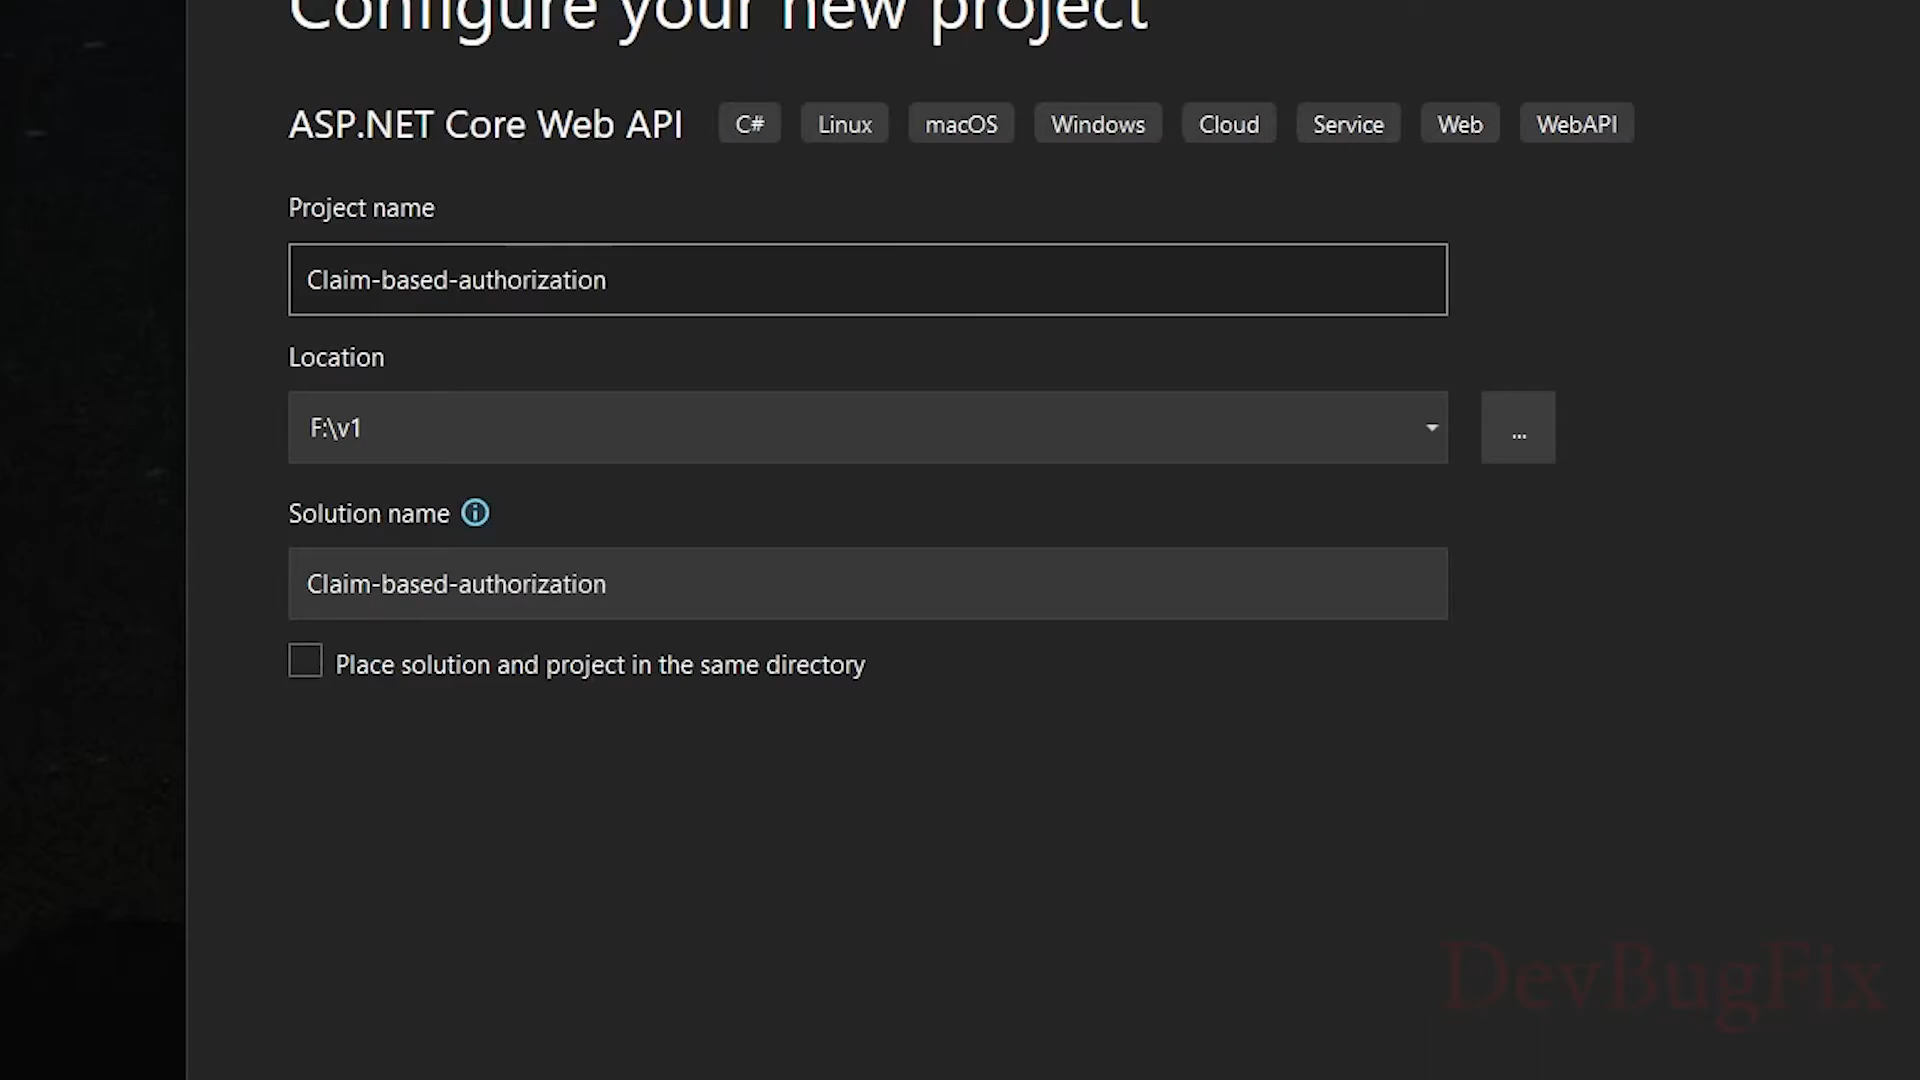 Configure your new project
ASP.NET Core Web API C# Linux macOS Windows Cloud Service Web WebAPI
Project name
Claim-based-authorization
Location
F:\v1
...
Solution name
Claim-based-authorization
Place solution and project in the same directory
DevBugFix